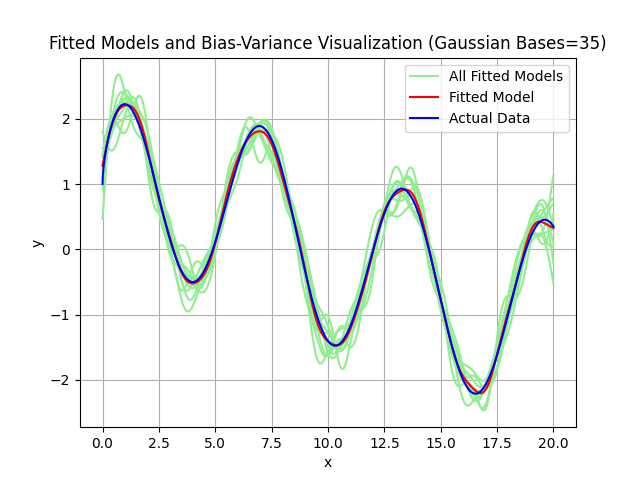 Fitted Models and Bias-Variance Visualization (Gaussian Bases=35)
All Fitted Models
Fitted Model
Actual Data
y
2
1
0
−1
−2
0.0 2.5 5.0 7.5 10.0 12.5 15.0 17.5 20.0
x